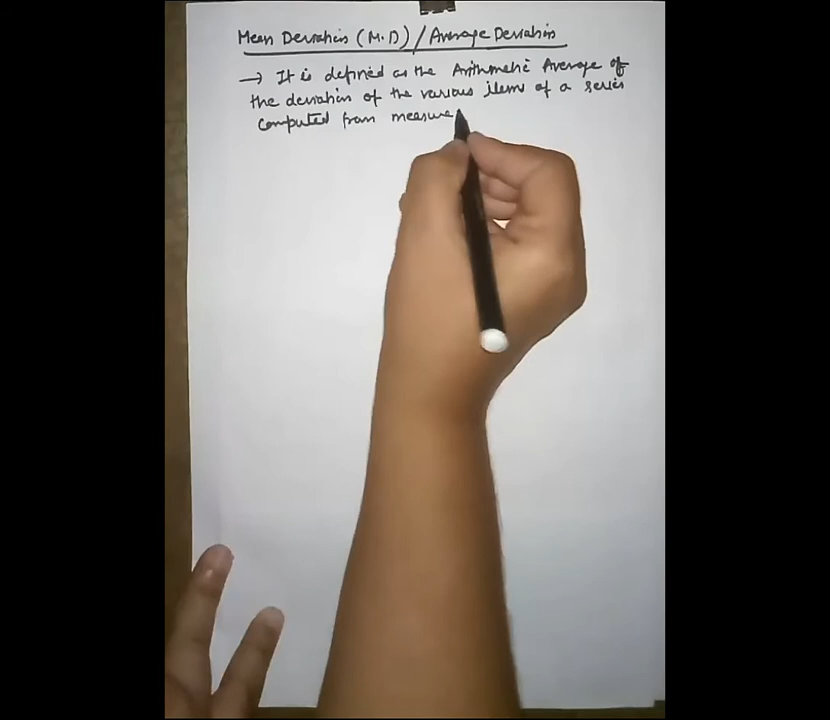 Mean Deviation (M.D) / Average Deviation
→ It is defined as the Arithmetic Average of
the deviation of the various items of a series
computed from measure